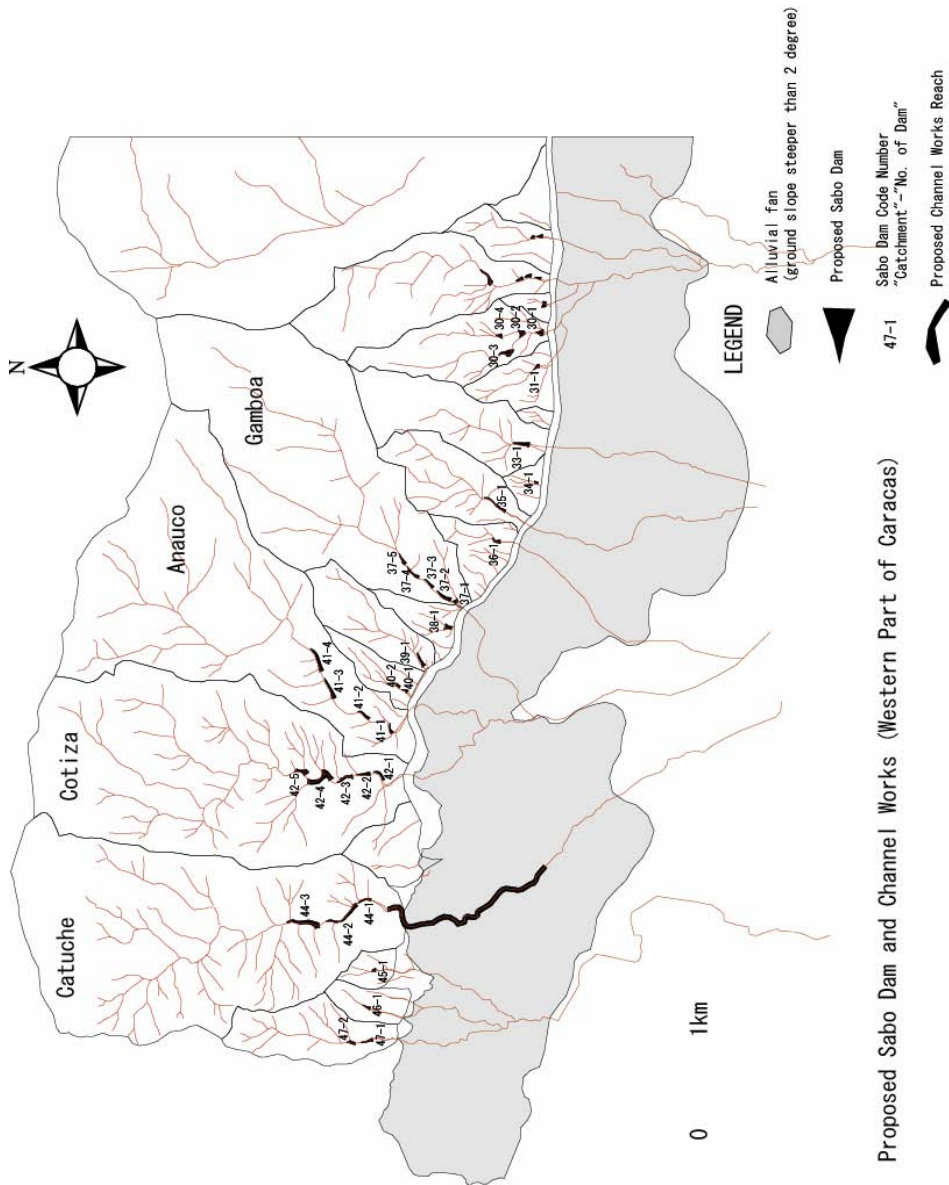 N
Catuche
Cotiza
Anauco
Gamboa
47-2
47-1
46-1
45-1
44-3
44-2
44-1
42-5
42-4
42-3
42-2
42-1
41-4
41-3
41-2
41-1
40-2
40-1
39-1
38-1
37-5
37-4
37-3
37-2
37-1
36-1
35-1
34-1
33-1
31-1
30-3
30-4
30-2
30-1
0 1km
LEGEND
Alluvial fan
(ground slope steeper than 2 degree)
Proposed Sabo Dam
47-1
Sabo Dam Code Number
"Catchment"-"No. of Dam"
Proposed Channel Works Reach
Proposed Sabo Dam and Channel Works (Western Part of Caracas)